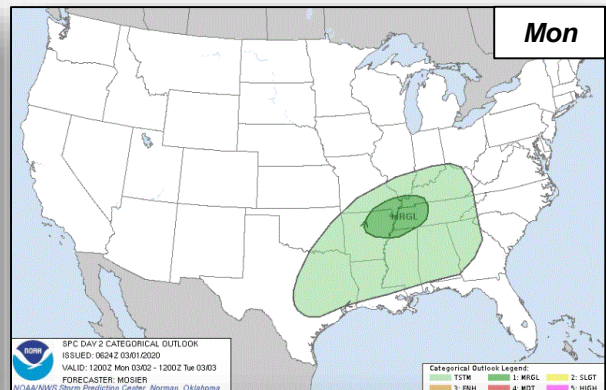 Mon
MRGL
NOAA
SPC DAY 2 CATEGORICAL OUTLOOK
ISSUED: 0624Z 03/01/2020
VALID: 1200Z Mon 03/02 - 1200Z Tue 03/03
FORECASTER: MOSIER
NOAA/NWS Storm Prediction Center, Norman, Oklahoma
Categorical Outlook Legend:
TSTM 1: MRGL 2: SLGT
3: ENH 4: MDT 5: HIGH